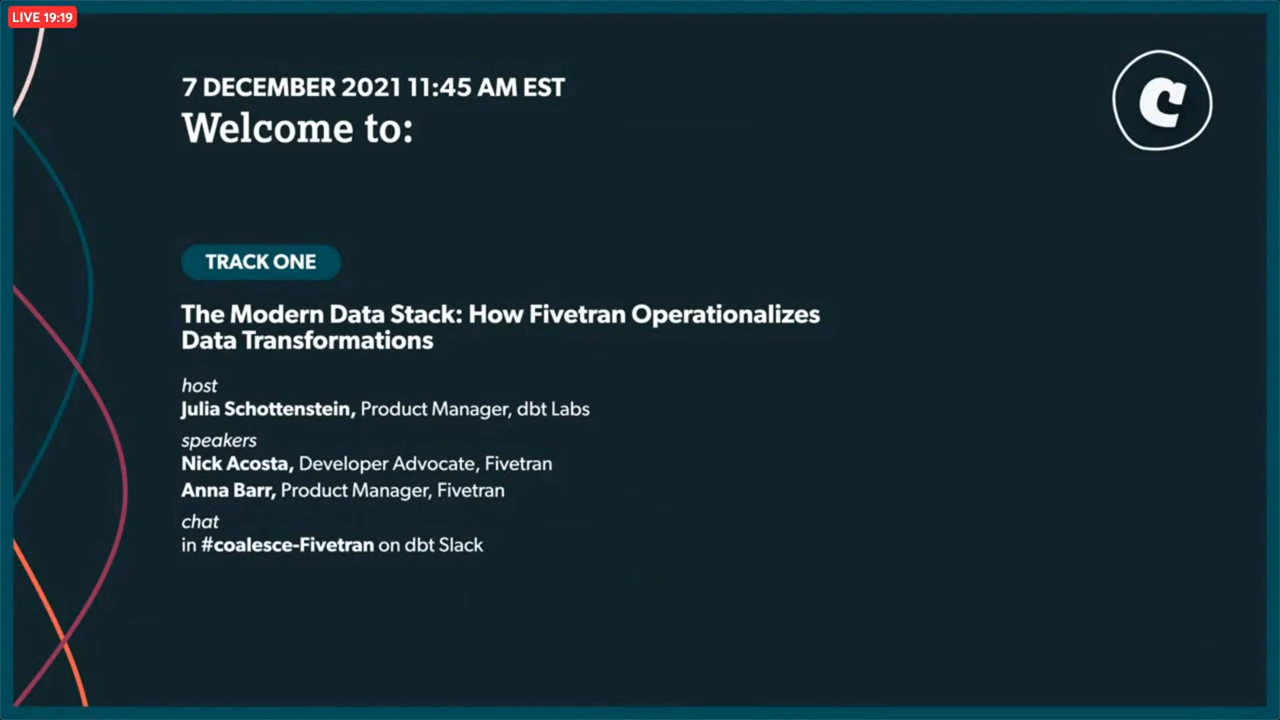 LIVE 19:19
7 DECEMBER 2021 11:45 AM EST
Welcome to:
C
TRACK ONE
The Modern Data Stack: How Fivetran Operationalizes
Data Transformations
host
Julia Schottenstein, Product Manager, dbt Labs
speakers
Nick Acosta, Developer Advocate, Fivetran
Anna Barr, Product Manager, Fivetran
chat
in #coalesce-Fivetran on dbt Slack